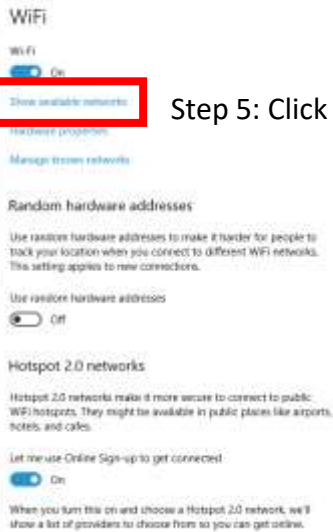 WiFi
Wi-Fi
On
Show available networks
Step 5: Click
Hardware properties
Manage known networks
Random hardware addresses
Use random hardware addresses to make it harder for people to
track your location when you connect to different WiFi networks.
This setting applies to new connections.
Use random hardware addresses
Off
Hotspot 2.0 networks
Hotspot 2.0 networks make it more secure to connect to public
WiFi hotspots. They might be available in public places like airports,
hotels, and cafes.
Let me use Online Sign-up to get connected
On
When you turn this on and choose a Hotspot 2.0 network, we'll
show a list of providers to choose from so you can get online.